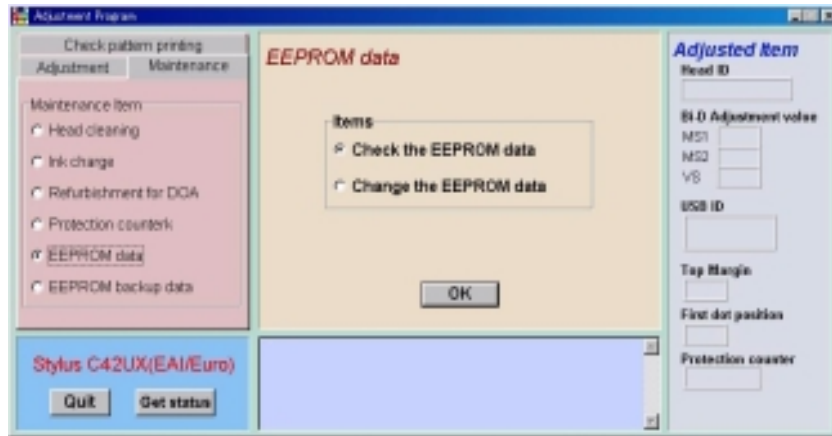 Adjustment Program
Check pattern printing
Adjustment
Maintenance
Maintenance Item
Head cleaning
Ink charge
Refurbishment for DOA
Protection counterk
EEPROM data
EEPROM backup data
EEPROM data
Items
Check the EEPROM data
Change the EEPROM data
OK
Adjusted Item
Head ID
Bi-D Adjustment value
MS1
MS2
VS
USB ID
Top Margin
First dot position
Protection counter
Stylus C42UX(EAI/Euro)
Quit
Get status